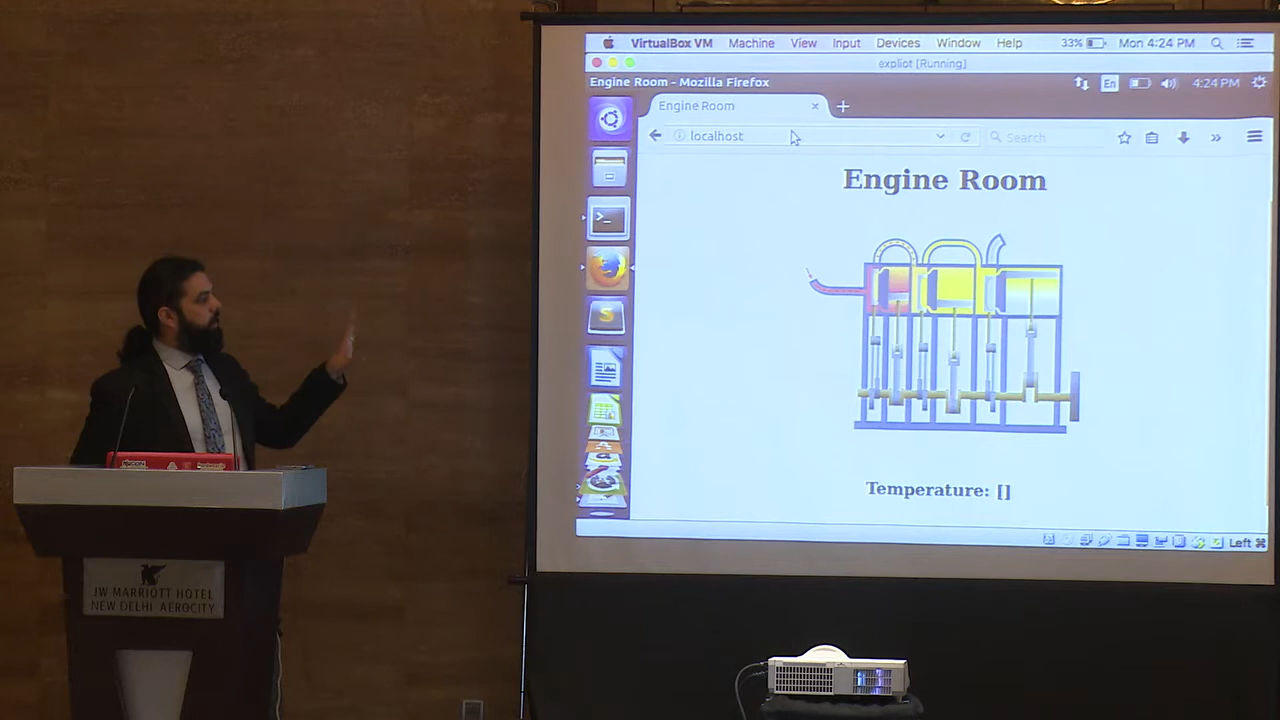 VirtualBox VM Machine View Input Devices Window Help 33% Mon 4:24 PM
expliot [Running]
Engine Room - Mozilla Firefox En 4:24 PM
Engine Room
localhost Search
Engine Room
Temperature: []
Left ⌘
JW MARRIOTT HOTEL
NEW DELHI AEROCITY